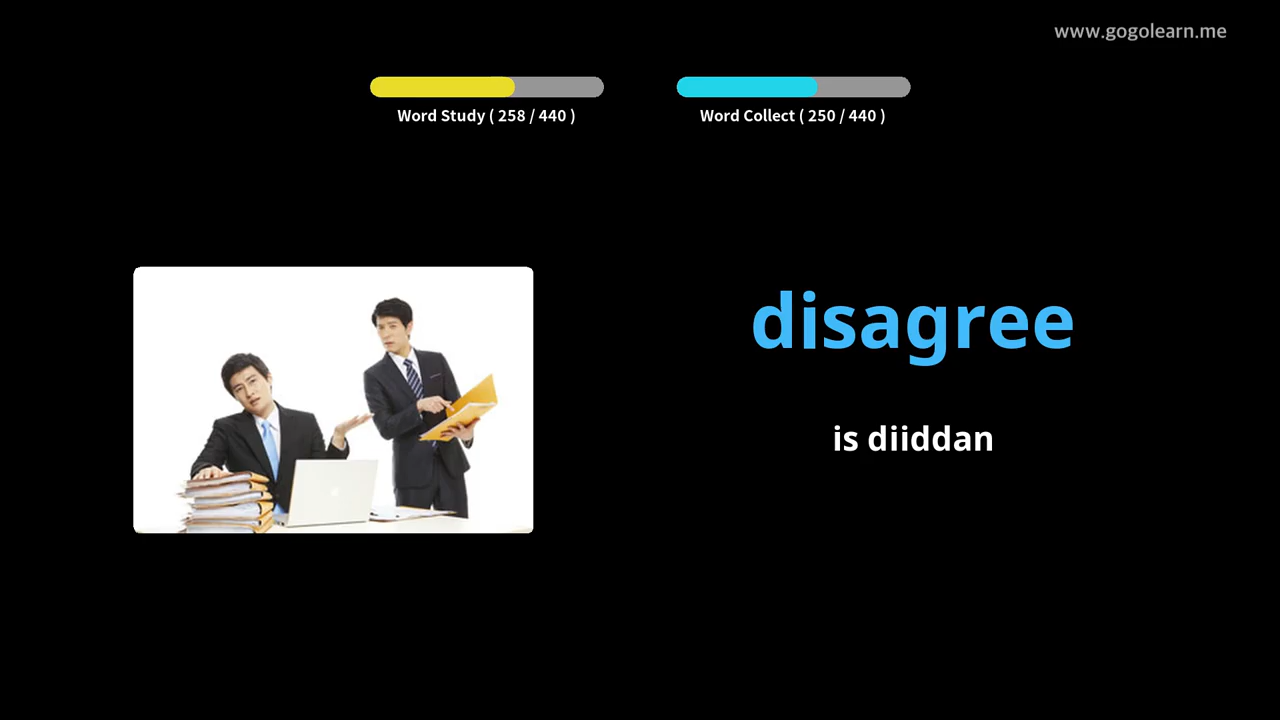 www.gogolearn.me
Word Study ( 258 / 440 )
Word Collect ( 250 / 440 )
disagree
is diiddan